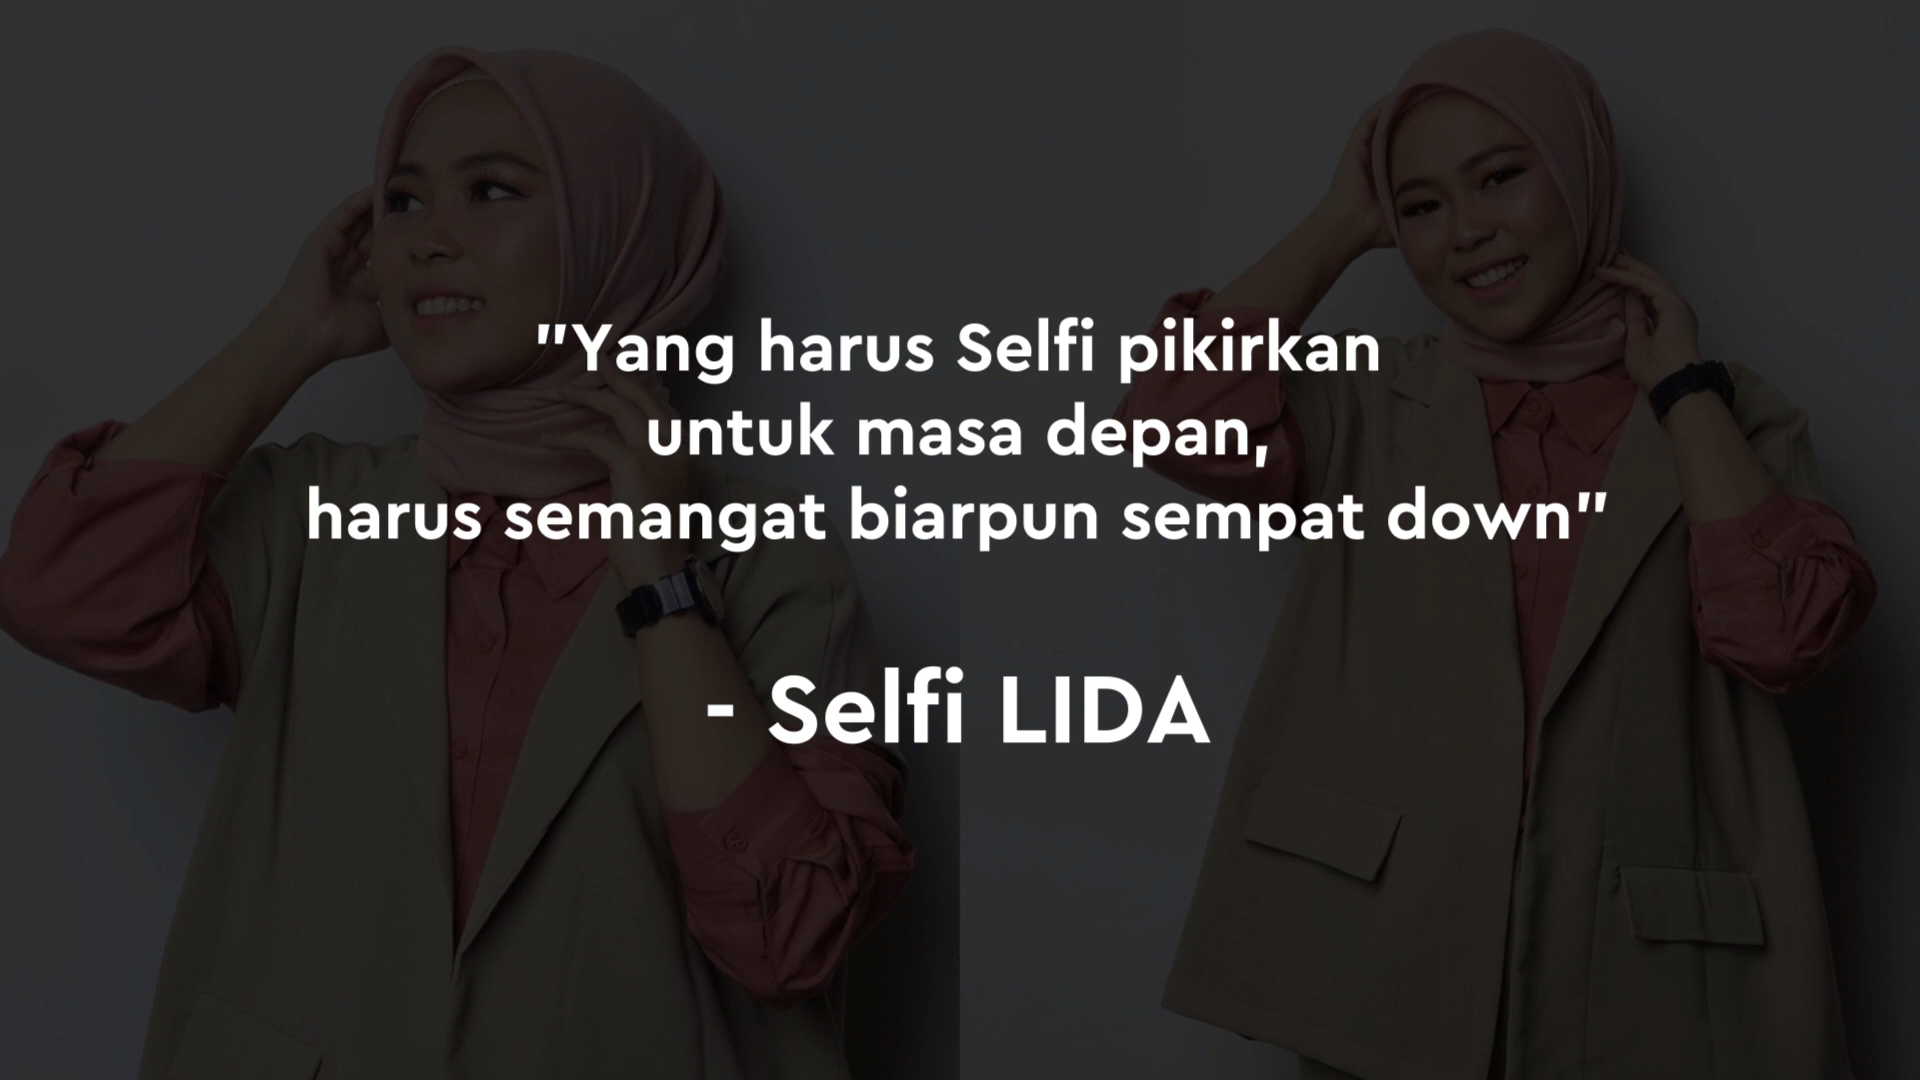 "Yang harus Selfi pikirkan
untuk masa depan,
harus semangat biarpun sempat down"
- Selfi LIDA